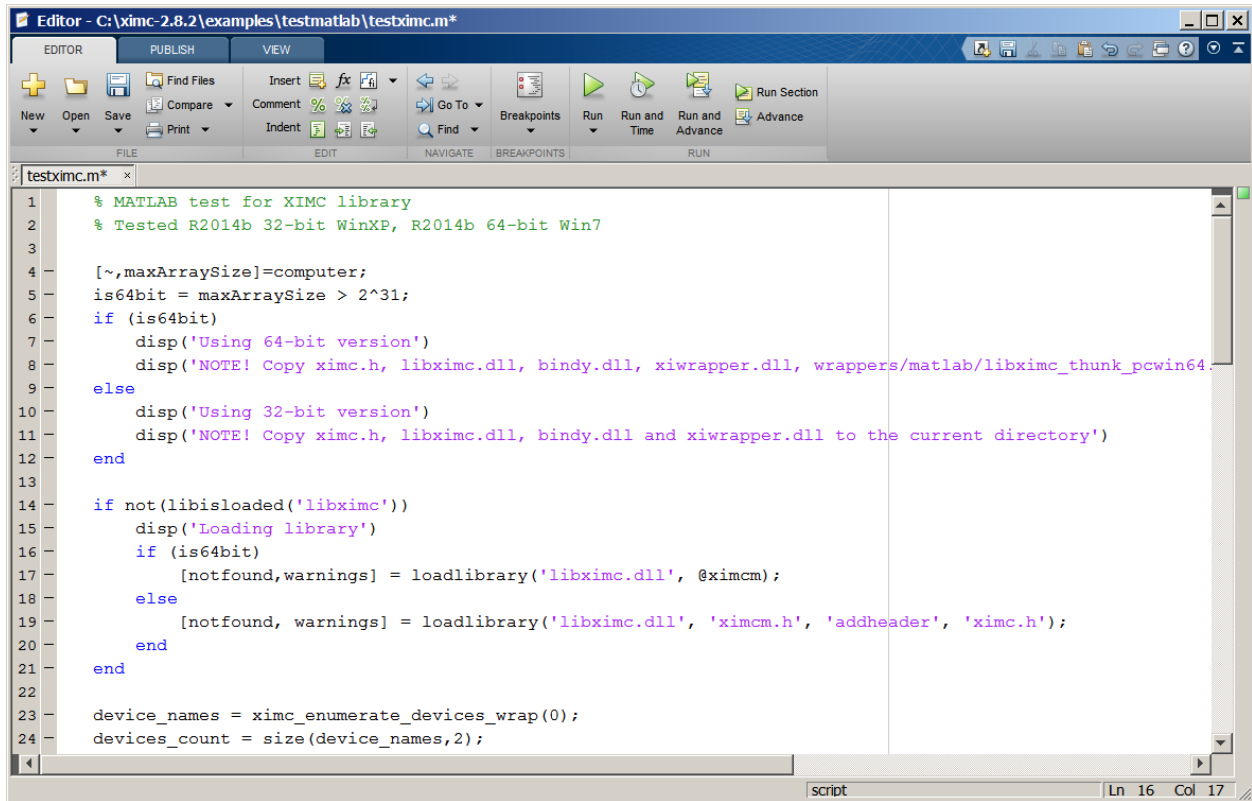 Editor - C:\ximc-2.8.2\examples\testmatlab\testximc.m*
EDITOR PUBLISH VIEW
New Open Save Find Files Compare Print
Insert fx
Comment
Indent
Go To
Find
Breakpoints
Run Run and Time Run and Advance Run Section Advance
FILE EDIT NAVIGATE BREAKPOINTS RUN
testximc.m* ×
1 % MATLAB test for XIMC library
2 % Tested R2014b 32-bit WinXP, R2014b 64-bit Win7
3
4 – [~,maxArraySize]=computer;
5 – is64bit = maxArraySize > 2^31;
6 – if (is64bit)
7 –     disp('Using 64-bit version')
8 –     disp('NOTE! Copy ximc.h, libximc.dll, bindy.dll, xiwrapper.dll, wrappers/matlab/libximc_thunk_pcwin64.
9 – else
10 –     disp('Using 32-bit version')
11 –     disp('NOTE! Copy ximc.h, libximc.dll, bindy.dll and xiwrapper.dll to the current directory')
12 – end
13
14 – if not(libisloaded('libximc'))
15 –     disp('Loading library')
16 –     if (is64bit)
17 –         [notfound,warnings] = loadlibrary('libximc.dll', @ximcm);
18 –     else
19 –         [notfound, warnings] = loadlibrary('libximc.dll', 'ximcm.h', 'addheader', 'ximc.h');
20 –     end
21 – end
22
23 – device_names = ximc_enumerate_devices_wrap(0);
24 – devices_count = size(device_names,2);
script Ln 16 Col 17